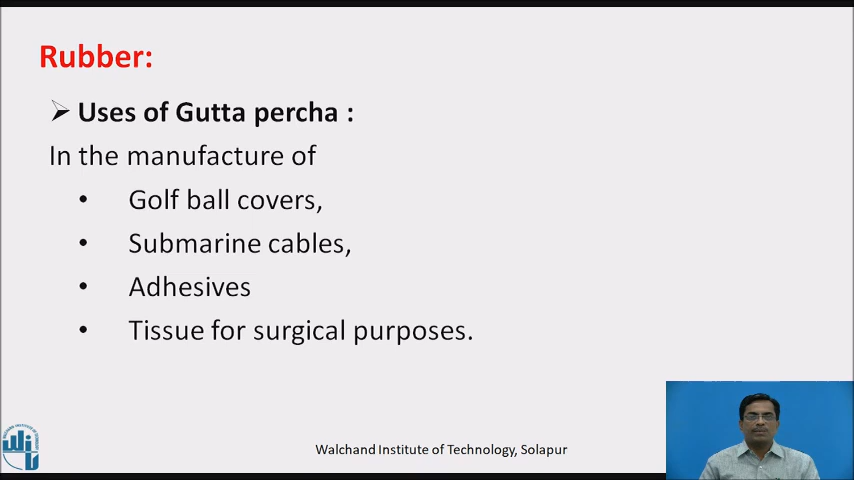 Rubber:
➢ Uses of Gutta percha :
In the manufacture of
• Golf ball covers,
• Submarine cables,
• Adhesives
• Tissue for surgical purposes.
Walchand Institute of Technology, Solapur